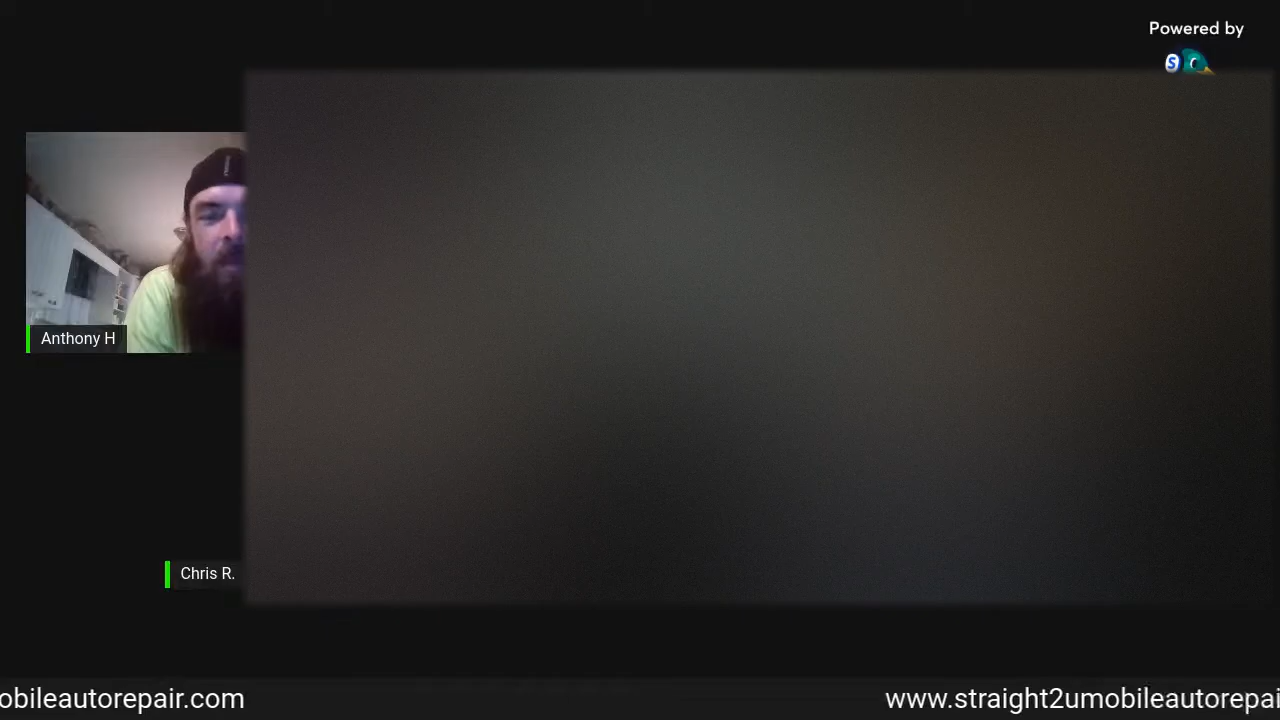 Powered by
S
Anthony H
Chris R.
obileautorepair.com
www.straight2umobileautorepai